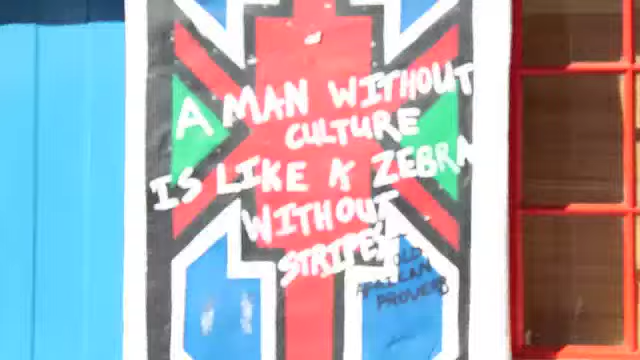 A MAN WITHOUT
CULTURE
IS LIKE A ZEBRA
WITHOUT
STRIPES
OLD
AFRICAN
PROVERB